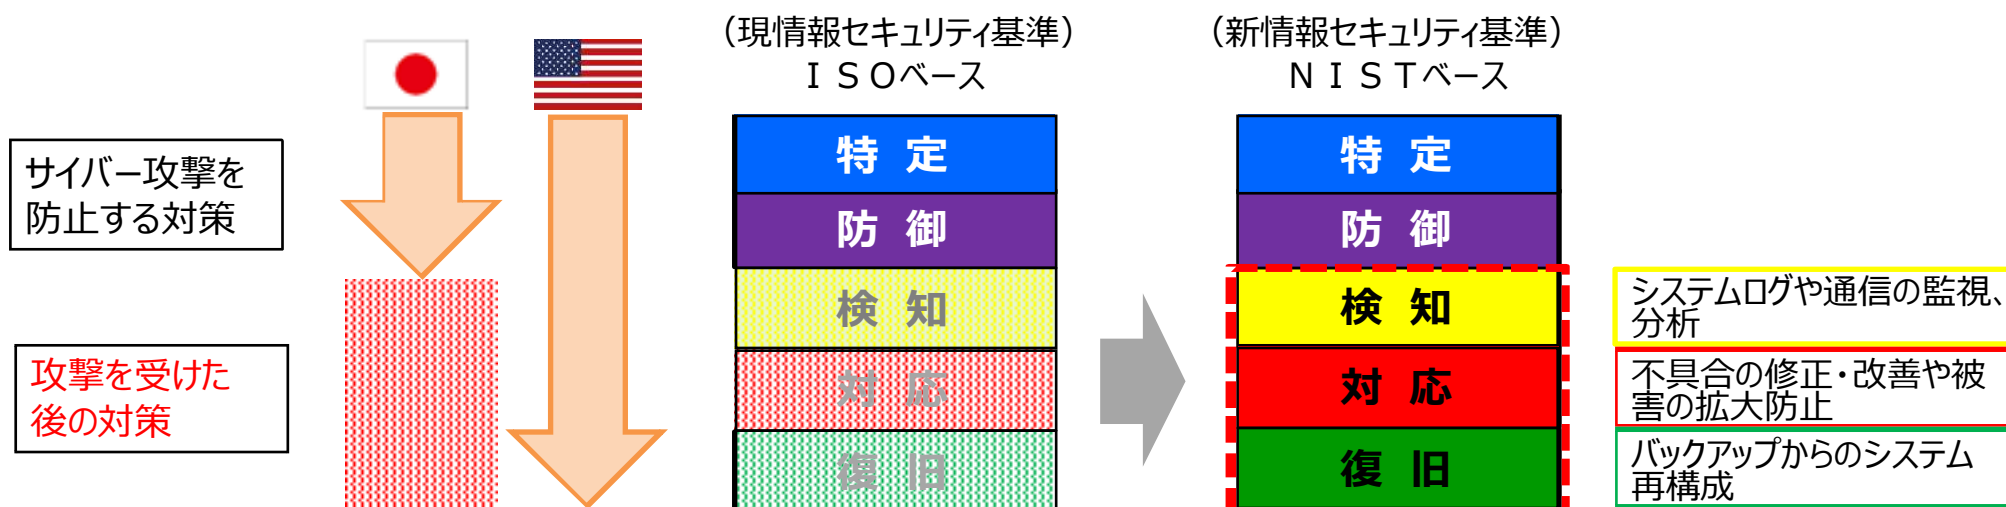 （現情報セキュリティ基準）
ＩＳＯベース
（新情報セキュリティ基準）
ＮＩＳＴベース
サイバー攻撃を
防止する対策
攻撃を受けた
後の対策
特 定
防 御
検 知
対 応
復 旧
特 定
防 御
検 知
対 応
復 旧
システムログや通信の監視、
分析
不具合の修正・改善や被
害の拡大防止
バックアップからのシステム
再構成